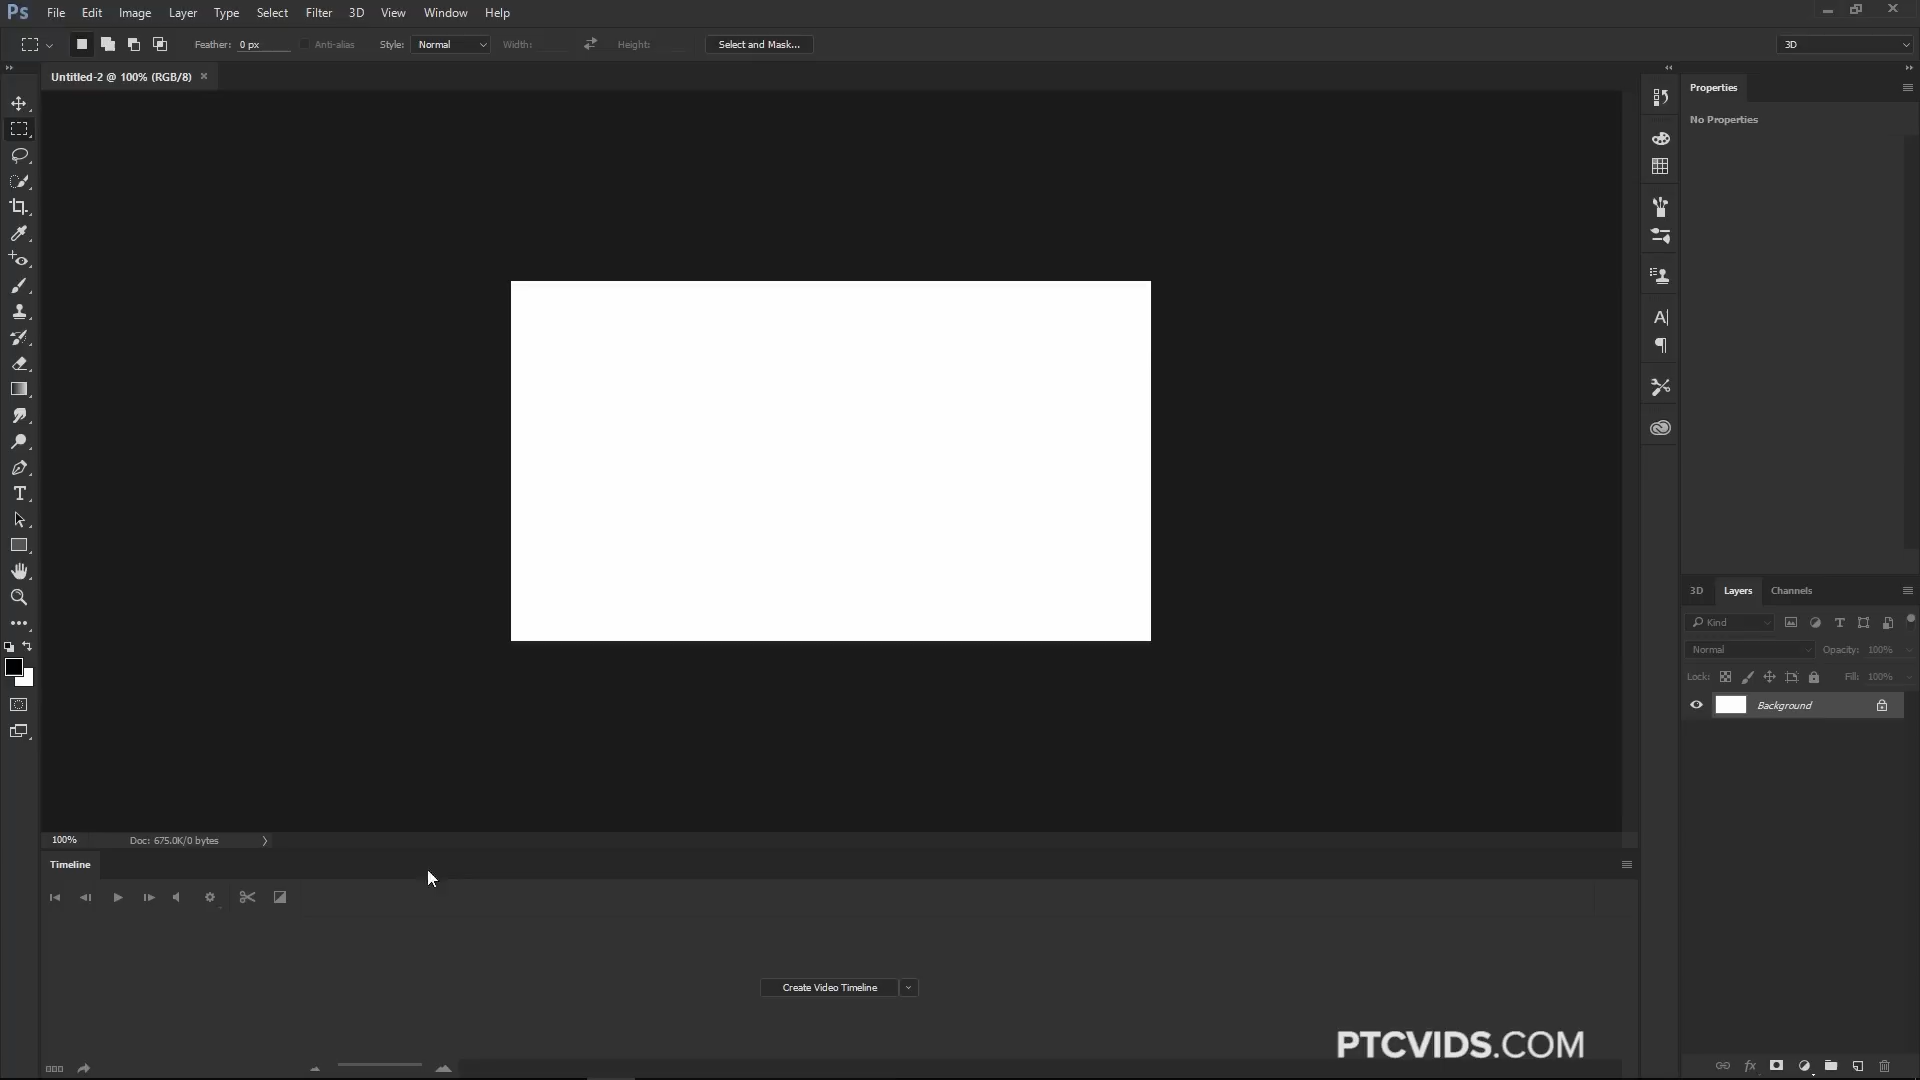 Ps File Edit Image Layer Type Select Filter 3D View Window Help
Feather: 0 px Anti-alias Style: Normal Width: Height: Select and Mask... 3D
Untitled-2 @ 100% (RGB/8) ×
Properties
No Properties
3D Layers Channels
Kind
Normal Opacity: 100%
Lock: Fill: 100%
Background
100% Doc: 675.0K/0 bytes
Timeline
Create Video Timeline
PTCVIDS.COM
fx